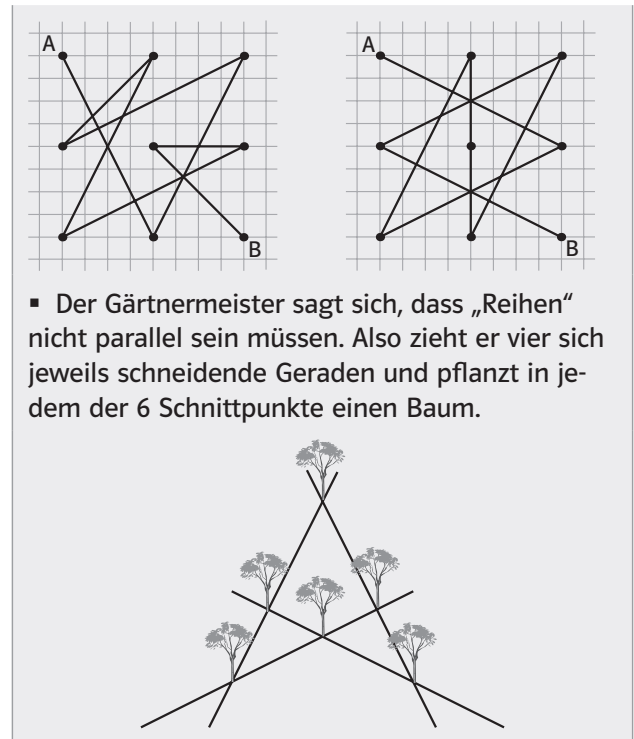 A
A
B
B
▪ Der Gärtnermeister sagt sich, dass „Reihen“
nicht parallel sein müssen. Also zieht er vier sich
jeweils schneidende Geraden und pflanzt in je-
dem der 6 Schnittpunkte einen Baum.